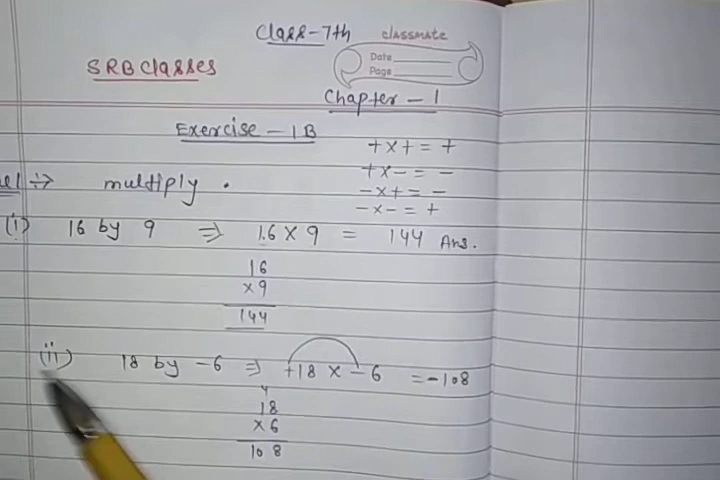 Class-7th classmate
Date
Page
SRB Classes
Chapter - 1
Exercise - 1B
+ x + = +
+ x - = -
- x + = -
- x - = +
multiply .
(i) 16 by 9 ⇒ 16 x 9 = 144 Ans.
16
x 9
144
(ii) 18 by -6 ⇒ +18 x -6 = -108
4
18
x 6
108